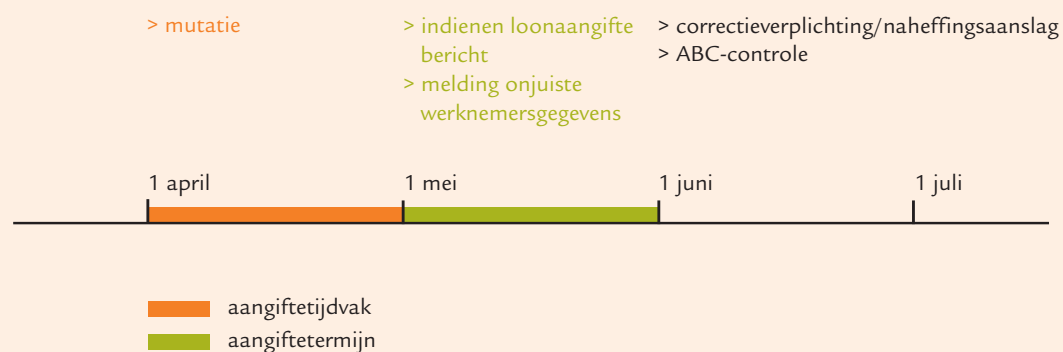 > mutatie
> indienen loonaangifte
bericht
> melding onjuiste
werknemersgegevens
> correctieverplichting/naheffingsaanslag
> ABC-controle
1 april
1 mei
1 juni
1 juli
aangiftetijdvak
aangiftetermijn